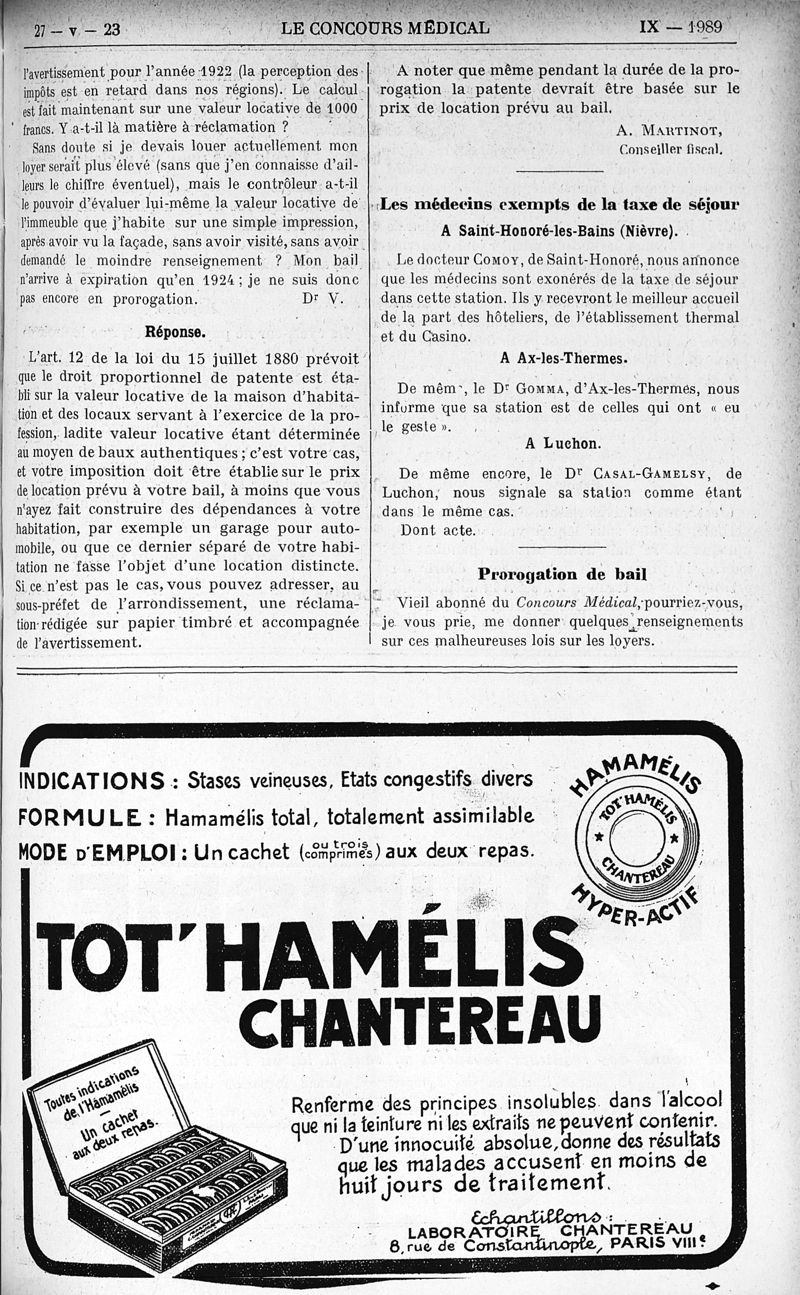 27 — V — 23
LE CONCOURS MÉDICAL
IX — 1989
l'avertissement pour l'année 1922 (la perception des
impôts est en retard dans nos régions). Le calcul
est fait maintenant sur une valeur locative de 1000
francs. Y a-t-il là matière à réclamation ?
Sans doute si je devais louer actuellement mon
loyer serait plus élevé (sans que j'en connaisse d'ail-
leurs le chiffre éventuel), mais le contrôleur a-t-il
le pouvoir d'évaluer lui-même la valeur locative de
l'immeuble que j'habite sur une simple impression,
après avoir vu la façade, sans avoir visité, sans avoir
demandé le moindre renseignement ? Mon bail
n'arrive à expiration qu'en 1924 ; je ne suis donc
pas encore en prorogation. Dr V.
Réponse.
L'art. 12 de la loi du 15 juillet 1880 prévoit
que le droit proportionnel de patente est éta-
bli sur la valeur locative de la maison d'habita-
tion et des locaux servant à l'exercice de la pro-
fession, ladite valeur locative étant déterminée
au moyen de baux authentiques ; c'est votre cas,
et votre imposition doit être établie sur le prix
de location prévu à votre bail, à moins que vous
n'ayez fait construire des dépendances à votre
habitation, par exemple un garage pour auto-
mobile, ou que ce dernier séparé de votre habi-
tation ne fasse l'objet d'une location distincte.
Si ce n'est pas le cas, vous pouvez adresser, au
sous-préfet de l'arrondissement, une réclama-
tion rédigée sur papier timbré et accompagnée
de l'avertissement.
A noter que même pendant la durée de la pro-
rogation la patente devrait être basée sur le
prix de location prévu au bail.
A. MARTINOT,
Conseiller fiscal.
Les médecins exempts de la taxe de séjour
A Saint-Honoré-les-Bains (Nièvre).
Le docteur COMOY, de Saint-Honoré, nous annonce
que les médecins sont exonérés de la taxe de séjour
dans cette station. Ils y recevront le meilleur accueil
de la part des hôteliers, de l'établissement thermal
et du Casino.
A Ax-les-Thermes.
De mêm , le Dr GOMMA, d'Ax-les-Thermes, nous
informe que sa station est de celles qui ont « eu
le geste ».
A Luchon.
De même encore, le Dr CASAL-GAMELSY, de
Luchon, nous signale sa station comme étant
dans le même cas.
Dont acte.
Prorogation de bail
Vieil abonné du Concours Médical, pourriez-vous,
je vous prie, me donner quelques renseignements
sur ces malheureuses lois sur les loyers.
INDICATIONS : Stases veineuses, Etats congestifs divers
FORMULE : Hamamélis total, totalement assimilable
MODE D'EMPLOI : Un cachet (ou trois comprimés) aux deux repas.
HAMAMÉLIS
TOT'HAMÉLIS
CHANTEREAU
HYPER-ACTIF
TOT'HAMÉLIS
CHANTEREAU
Toutes indications
de l'Hamamélis
—
Un cachet
aux deux repas.
Renferme des principes insolubles dans l'alcool
que ni la teinture ni les extraits ne peuvent contenir.
D'une innocuité absolue, donne des résultats
que les malades accusent en moins de
huit jours de traitement.
Echantillons :
LABORATOIRE CHANTEREAU
8, rue de Constantinople, PARIS VIIIe